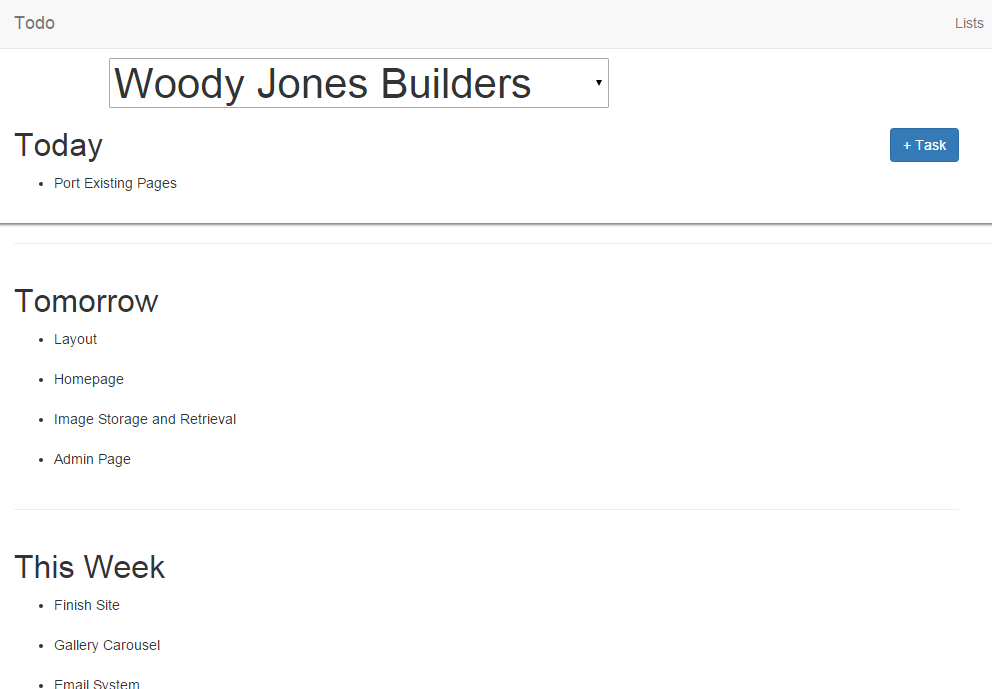 Todo
Lists
Woody Jones Builders
Today
+ Task
Port Existing Pages
Tomorrow
Layout
Homepage
Image Storage and Retrieval
Admin Page
This Week
Finish Site
Gallery Carousel
Email System